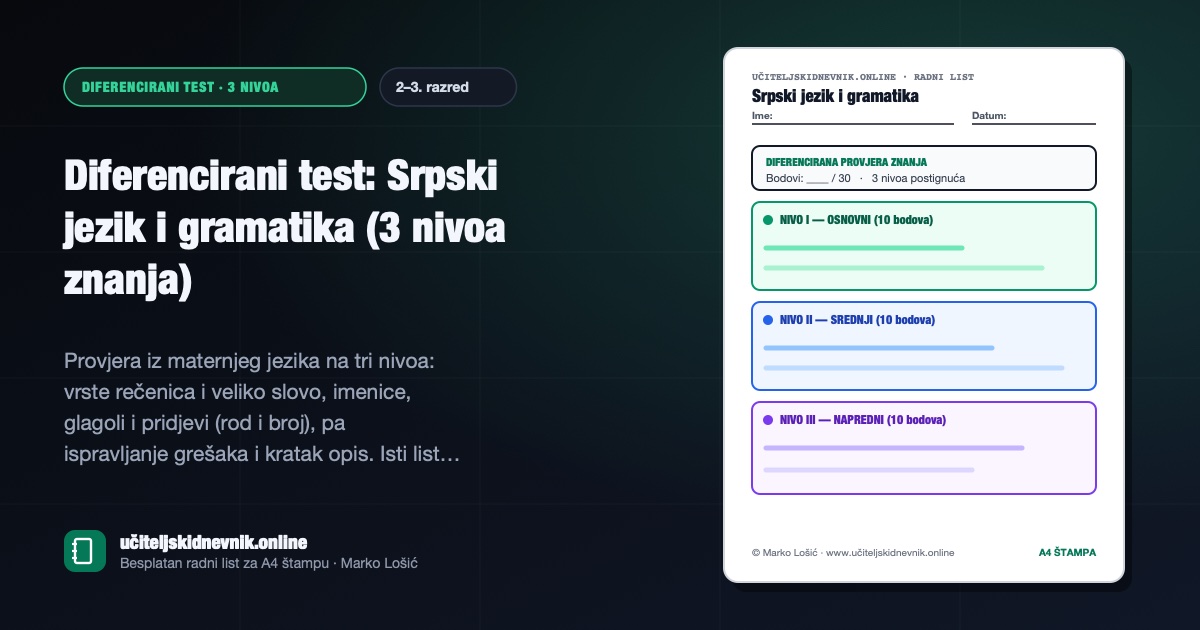 DIFERENCIRANI TEST · 3 NIVOA
2–3. razred
Diferencirani test: Srpski
jezik i gramatika (3 nivoa
znanja)
Provjera iz maternjeg jezika na tri nivoa:
vrste rečenica i veliko slovo, imenice,
glagoli i pridjevi (rod i broj), pa
ispravljanje grešaka i kratak opis. Isti list…
učiteljskidnevnik.online
Besplatan radni list za A4 štampu · Marko Lošić
UČITELJSKIDNEVNIK.ONLINE · RADNI LIST
Srpski jezik i gramatika
Ime:
Datum:
DIFERENCIRANA PROVJERA ZNANJA
Bodovi: ____ / 30 · 3 nivoa postignuća
NIVO I — OSNOVNI (10 bodova)
NIVO II — SREDNJI (10 bodova)
NIVO III — NAPREDNI (10 bodova)
© Marko Lošić · www.učiteljskidnevnik.online
A4 ŠTAMPA